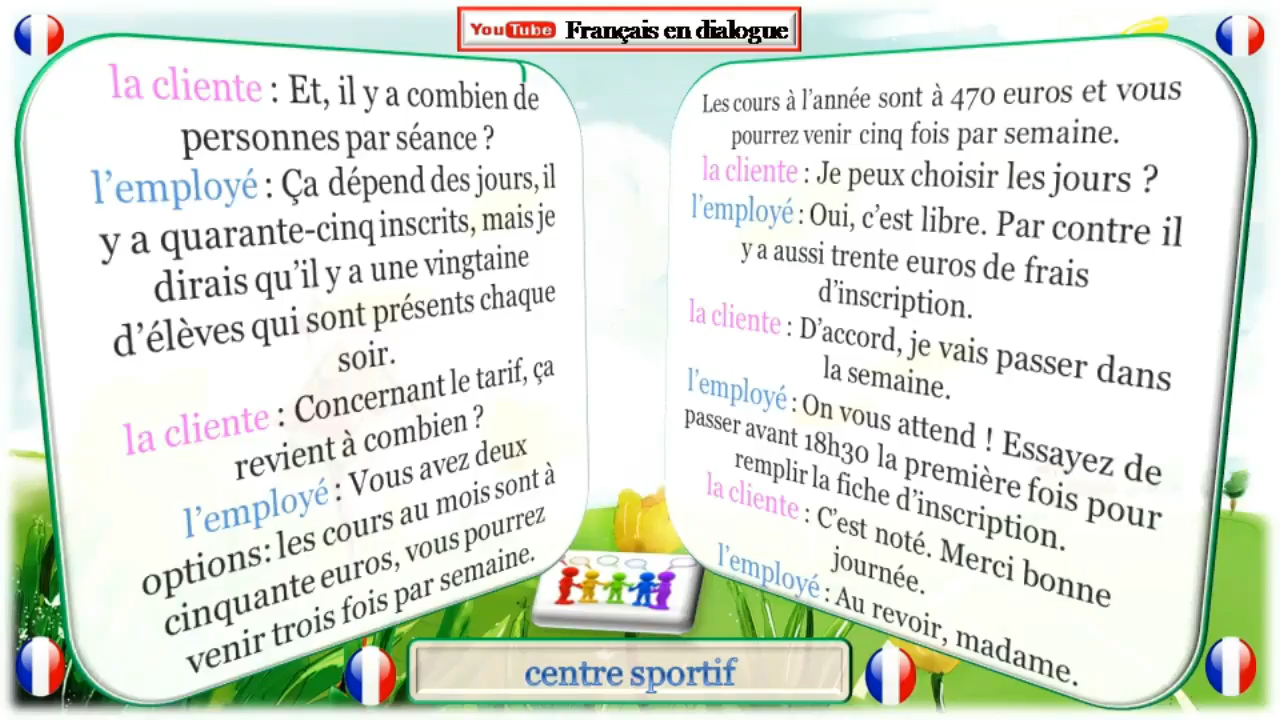 YouTube Français en dialogue
la cliente : Et, il y a combien de
personnes par séance ?
l’employé : Ça dépend des jours, il
y a quarante-cinq inscrits, mais je
dirais qu’il y a une vingtaine
d’élèves qui sont présents chaque
soir.
la cliente : Concernant le tarif, ça
revient à combien ?
l’employé : Vous avez deux
options: les cours au mois sont à
cinquante euros, vous pourrez
venir trois fois par semaine.
Les cours à l’année sont à 470 euros et vous
pourrez venir cinq fois par semaine.
la cliente : Je peux choisir les jours ?
l’employé : Oui, c’est libre. Par contre il
y a aussi trente euros de frais
d’inscription.
la cliente : D’accord, je vais passer dans
la semaine.
l’employé : On vous attend ! Essayez de
passer avant 18h30 la première fois pour
remplir la fiche d’inscription.
la cliente : C’est noté. Merci bonne
journée.
l’employé : Au revoir, madame.
centre sportif